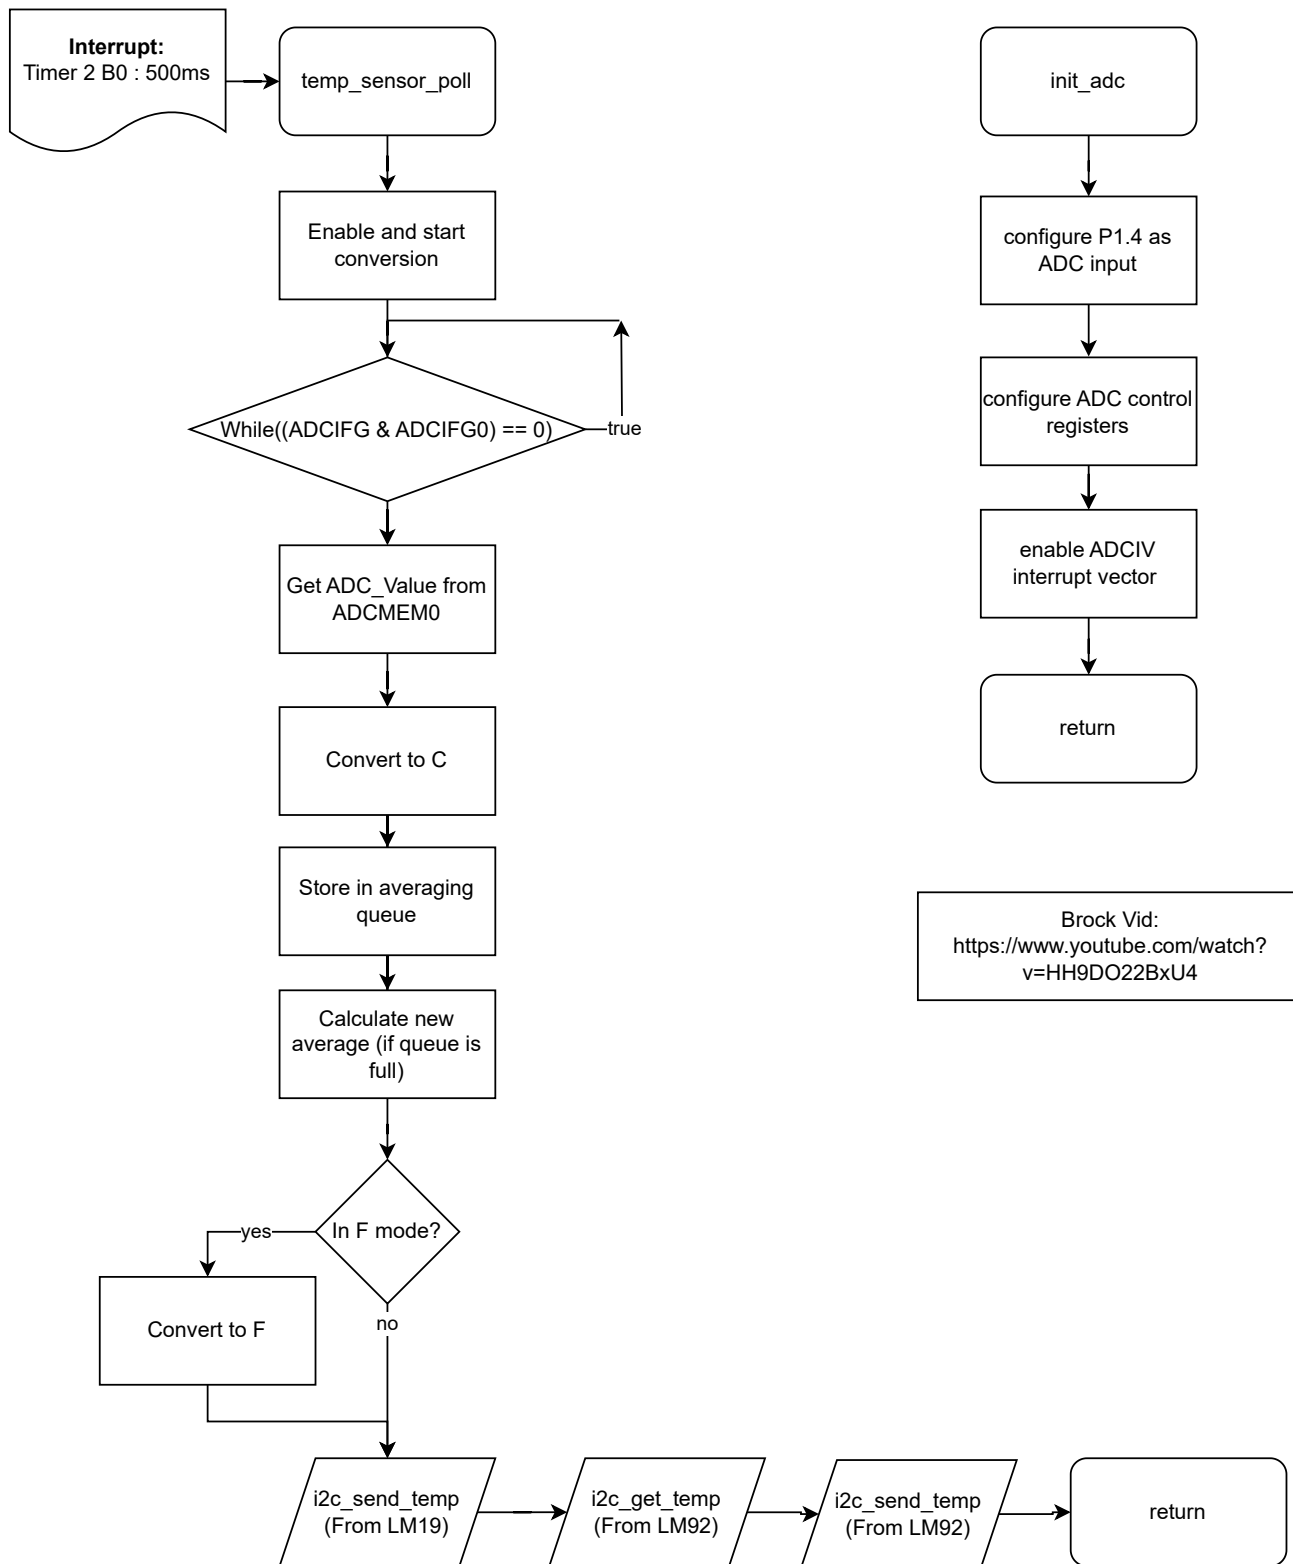 Interrupt:
Timer 2 B0 : 500ms
temp_sensor_poll
Enable and start
conversion
While((ADCIFG & ADCIFG0) == 0)
true
Get ADC_Value from
ADCMEM0
Convert to C
Store in averaging
queue
Calculate new
average (if queue is
full)
In F mode?
yes
no
Convert to F
i2c_send_temp
(From LM19)
i2c_get_temp
(From LM92)
i2c_send_temp
(From LM92)
return
init_adc
configure P1.4 as
ADC input
configure ADC control
registers
enable ADCIV
interrupt vector
return
Brock Vid:
https://www.youtube.com/watch?
v=HH9DO22BxU4